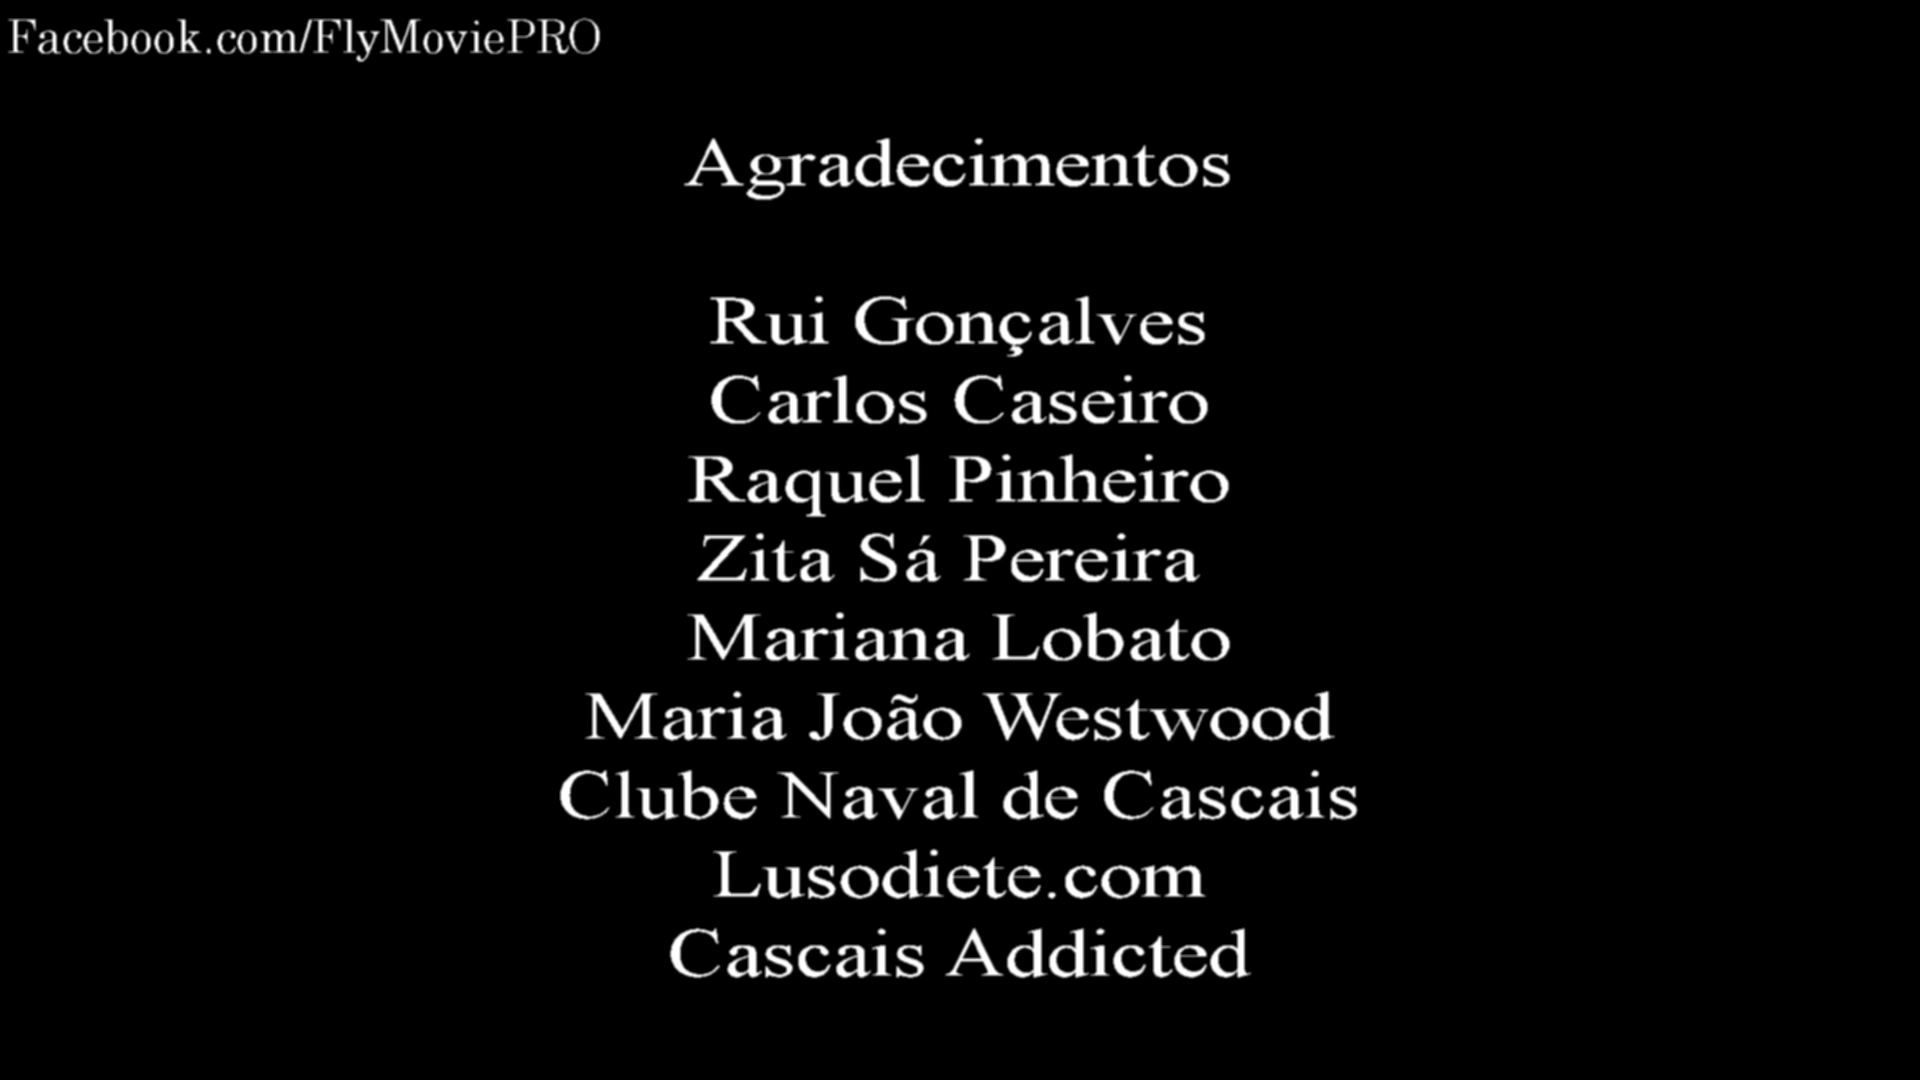 Facebook.com/FlyMoviePRO
Agradecimentos
Rui Gonçalves
Carlos Caseiro
Raquel Pinheiro
Zita Sá Pereira
Mariana Lobato
Maria João Westwood
Clube Naval de Cascais
Lusodiete.com
Cascais Addicted